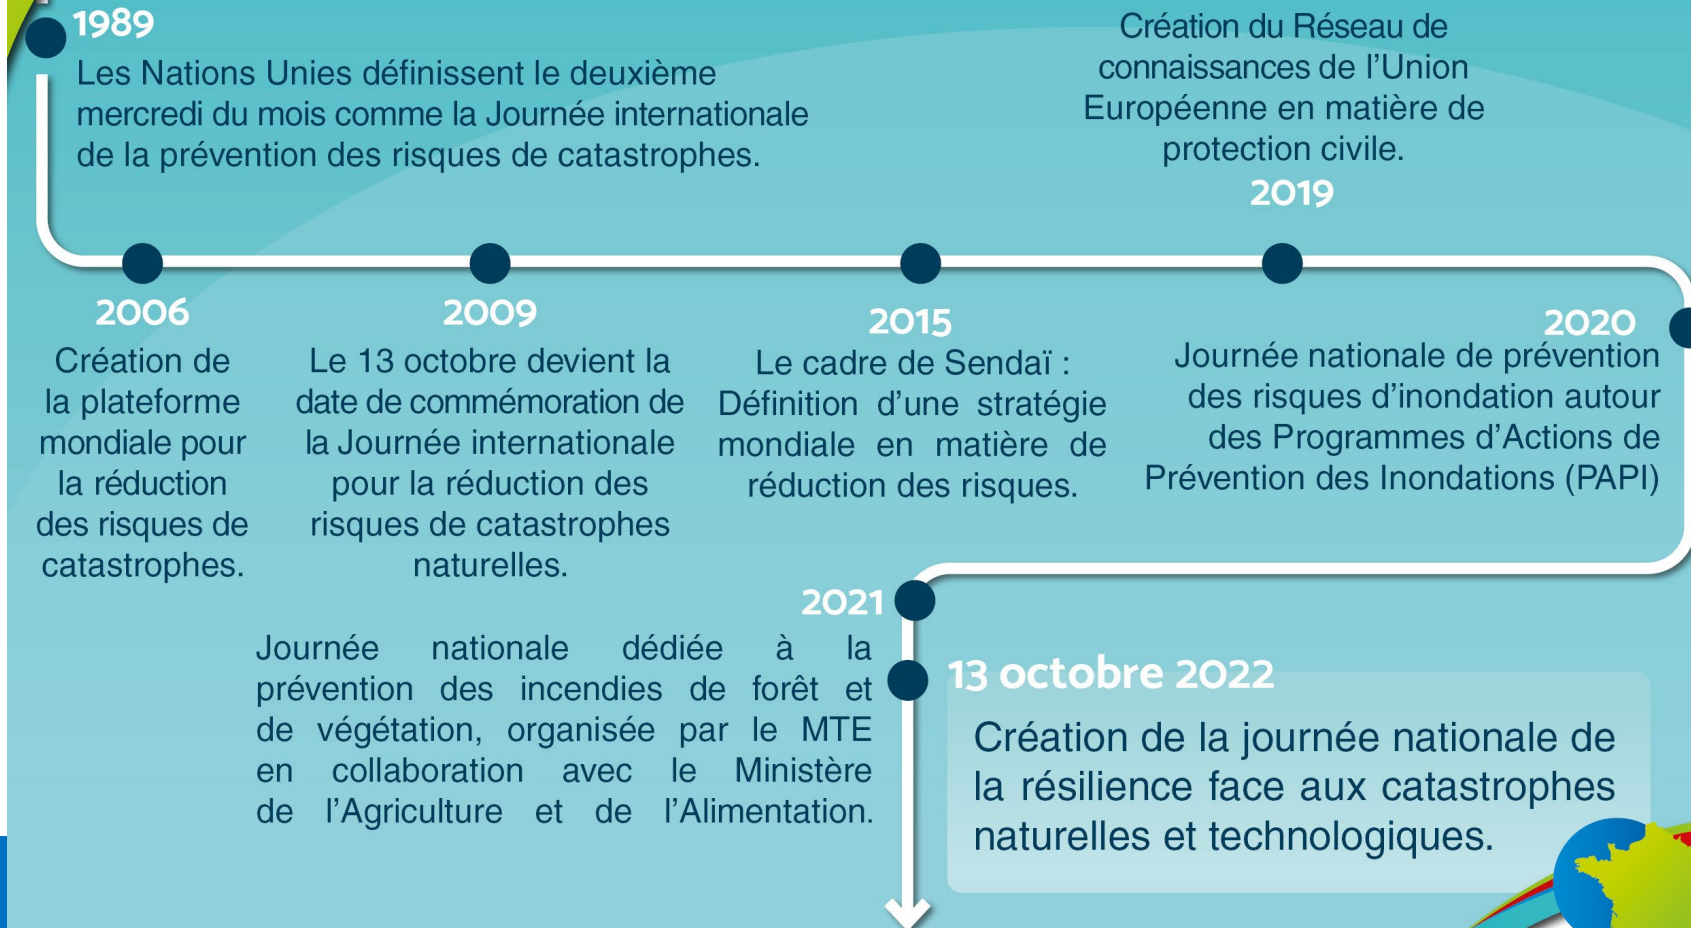 1989
Les Nations Unies définissent le deuxième
mercredi du mois comme la Journée internationale
de la prévention des risques de catastrophes.
2006
Création de
la plateforme
mondiale pour
la réduction
des risques de
catastrophes.
2009
Le 13 octobre devient la
date de commémoration de
la Journée internationale
pour la réduction des
risques de catastrophes
naturelles.
2015
Le cadre de Sendaï :
Définition d'une stratégie
mondiale en matière de
réduction des risques.
Création du Réseau de
connaissances de l'Union
Européenne en matière de
protection civile.
2019
2020
Journée nationale de prévention
des risques d'inondation autour
des Programmes d'Actions de
Prévention des Inondations (PAPI)
2021
Journée nationale dédiée à la
prévention des incendies de forêt et
de végétation, organisée par le MTE
en collaboration avec le Ministère
de l'Agriculture et de l'Alimentation.
13 octobre 2022
Création de la journée nationale de
la résilience face aux catastrophes
naturelles et technologiques.